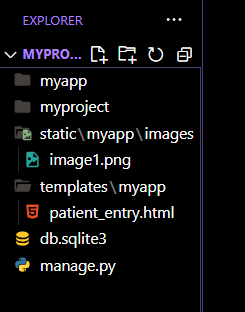 EXPLORER
MYPRO...
myapp
myproject
static\myapp\images
image1.png
templates\myapp
patient_entry.html
db.sqlite3
manage.py